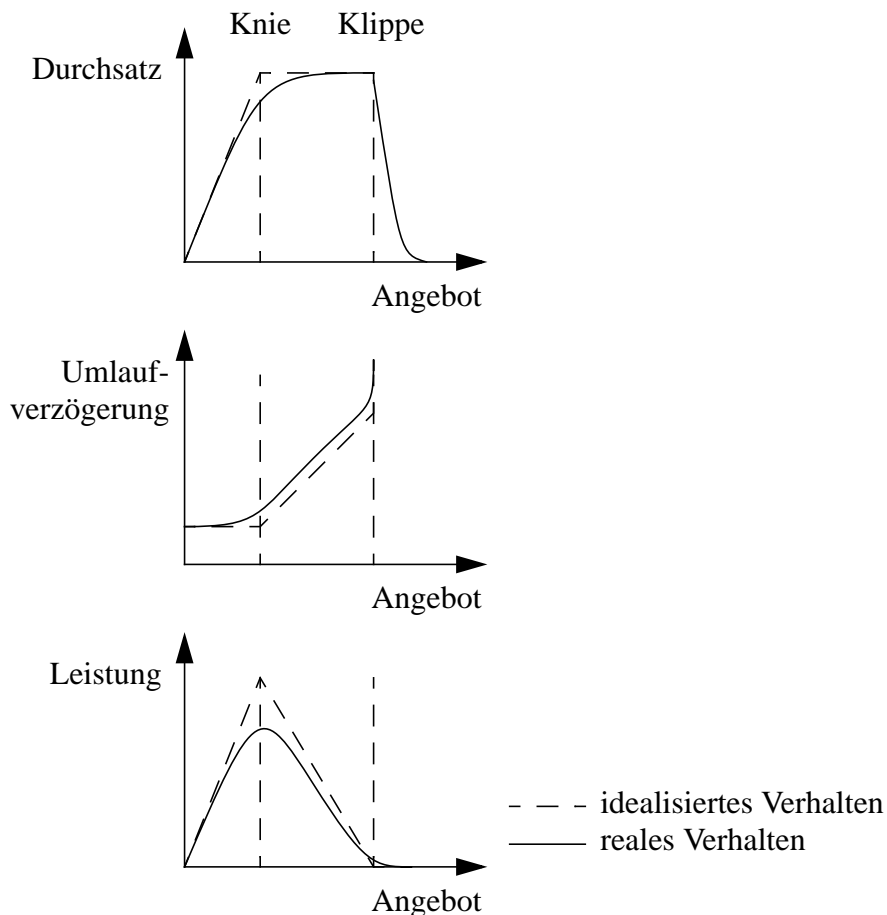 Knie Klippe
Durchsatz
Angebot
Umlauf-
verzögerung
Angebot
Leistung
idealisiertes Verhalten
reales Verhalten
Angebot